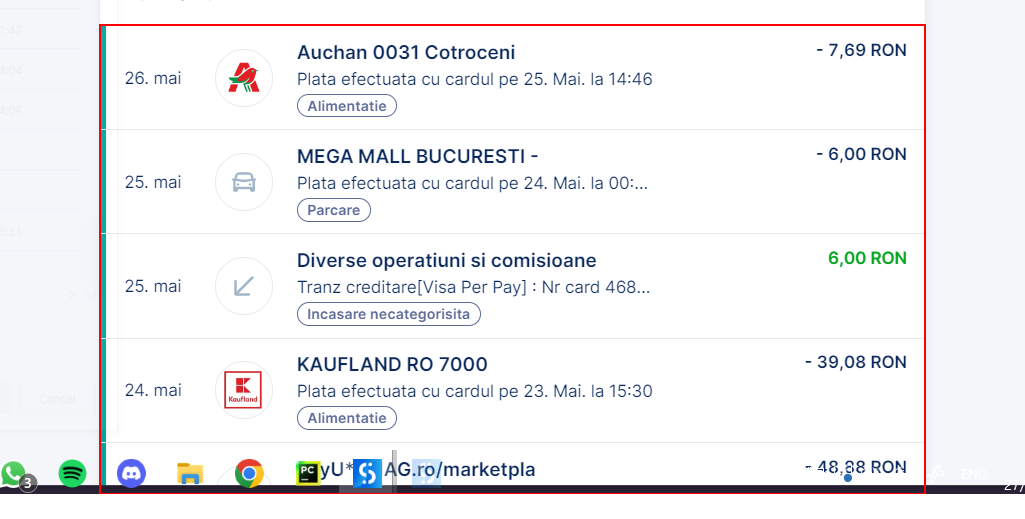 26. mai
Auchan 0031 Cotroceni
- 7,69 RON
Plata efectuata cu cardul pe 25. Mai. la 14:46
Alimentatie
25. mai
MEGA MALL BUCURESTI -
- 6,00 RON
Plata efectuata cu cardul pe 24. Mai. la 00:...
Parcare
25. mai
Diverse operatiuni si comisioane
6,00 RON
Tranz creditare[Visa Per Pay] : Nr card 468...
Incasare necategorisita
24. mai
Kaufland
KAUFLAND RO 7000
- 39,08 RON
Plata efectuata cu cardul pe 23. Mai. la 15:30
Alimentatie
Cancel
yU* AG.ro/marketpla
- 48,88 RON
3
PC
ENG
27/